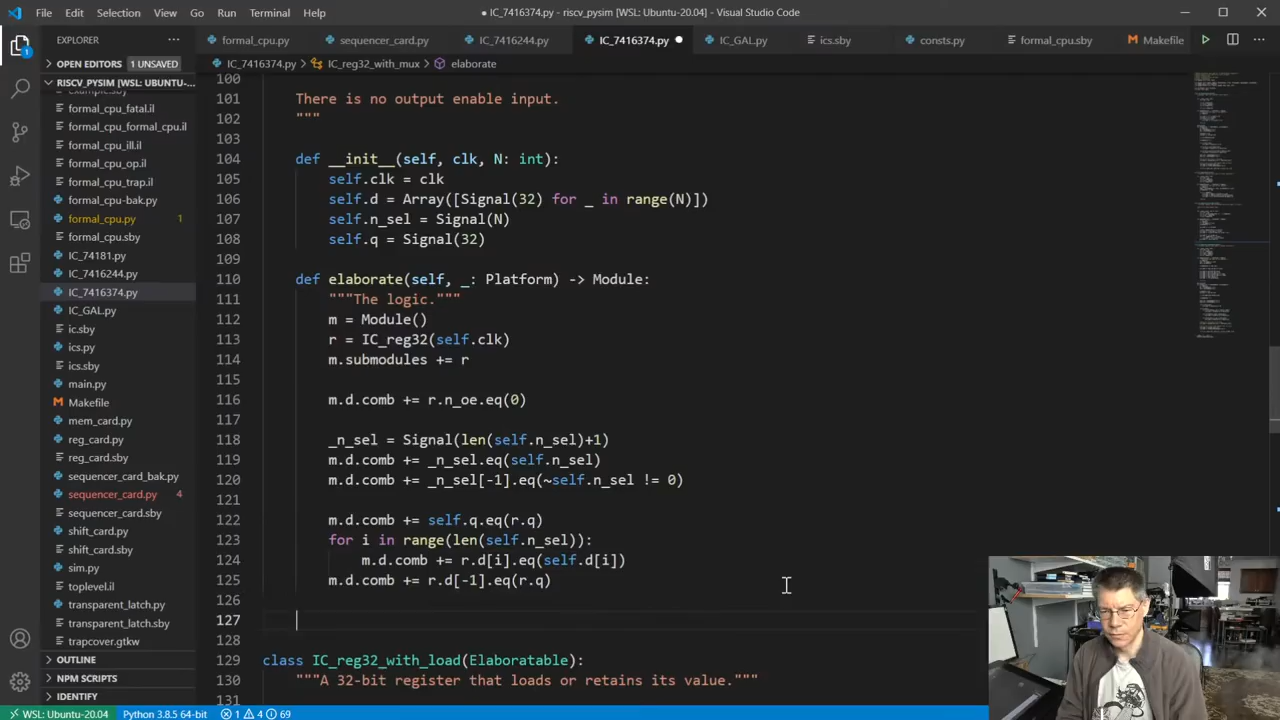 File Edit Selection View Go Run Terminal Help
● IC_7416374.py - riscv_pysim [WSL: Ubuntu-20.04] - Visual Studio Code
EXPLORER
formal_cpu.py
sequencer_card.py
IC_7416244.py
IC_7416374.py
IC_GAL.py
ics.sby
consts.py
formal_cpu.sby
Makefile
OPEN EDITORS 1 UNSAVED
IC_7416374.py > IC_reg32_with_mux > elaborate
RISCV_PYSIM [WSL: UBUNTU-...
formal_cpu_fatal.il
formal_cpu_formal_cpu.il
formal_cpu_ill.il
formal_cpu_op.il
formal_cpu_trap.il
formal_cpu-bak.py
formal_cpu.py 1
formal_cpu.sby
IC_74181.py
IC_7416244.py
IC_7416374.py
IC_GAL.py
ic.sby
ics.py
ics.sby
main.py
Makefile
mem_card.py
reg_card.py
reg_card.sby
sequencer_card_bak.py
sequencer_card.py 4
sequencer_card.sby
shift_card.py
shift_card.sby
sim.py
toplevel.il
transparent_latch.py
transparent_latch.sby
trapcover.gtkw
OUTLINE
NPM SCRIPTS
IDENTITY
100
101 There is no output enable input.
102 """
103
104 def __init__(self, clk, N: int):
105 self.clk = clk
106 self.d = Array([Signal(32) for _ in range(N)])
107 self.n_sel = Signal(N)
108 self.q = Signal(32)
109
110 def elaborate(self, _: Platform) -> Module:
111 """The logic."""
112 m = Module()
113 r = IC_reg32(self.clk)
114 m.submodules += r
115
116 m.d.comb += r.n_oe.eq(0)
117
118 _n_sel = Signal(len(self.n_sel)+1)
119 m.d.comb += _n_sel.eq(self.n_sel)
120 m.d.comb += _n_sel[-1].eq(~self.n_sel != 0)
121
122 m.d.comb += self.q.eq(r.q)
123 for i in range(len(self.n_sel)):
124 m.d.comb += r.d[i].eq(self.d[i])
125 m.d.comb += r.d[-1].eq(r.q)
126
127
128
129 class IC_reg32_with_load(Elaboratable):
130 """A 32-bit register that loads or retains its value."""
131
WSL: Ubuntu-20.04 Python 3.8.5 64-bit 1 4 69